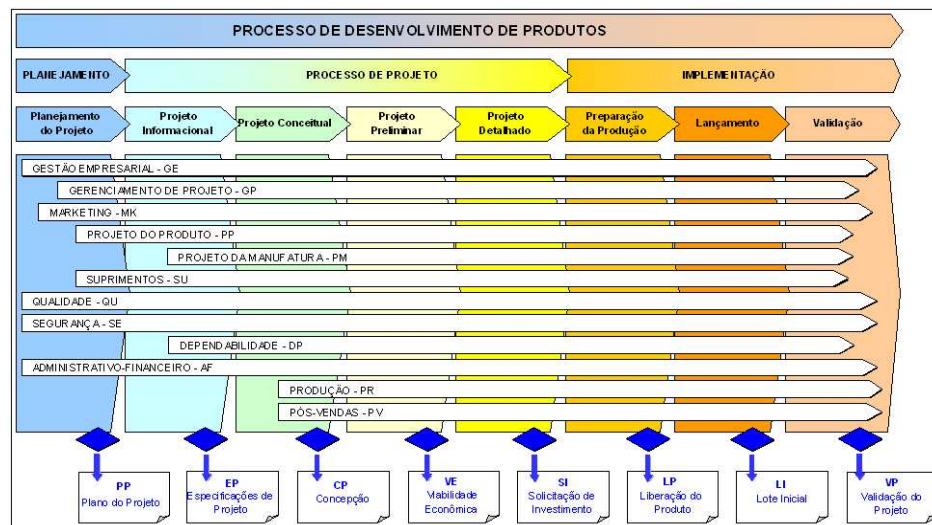 PROCESSO DE DESENVOLVIMENTO DE PRODUTOS
PLANEJAMENTO
PROCESSO DE PROJETO
IMPLEMENTAÇÃO
Planejamento
do Projeto
Projeto
Informacional
Projeto Conceitual
Projeto
Preliminar
Projeto
Detalhado
Preparação
da Produção
Lançamento
Validação
GESTÃO EMPRESARIAL - GE
GERENCIAMENTO DE PROJETO - GP
MARKETING - MK
PROJETO DO PRODUTO - PP
PROJETO DA MANUFATURA - PM
SUPRIMENTOS - SU
QUALIDADE - QU
SEGURANÇA - SE
DEPENDABILIDADE - DP
ADMINISTRATIVO-FINANCEIRO - AF
PRODUÇÃO - PR
PÓS-VENDAS - PV
PP
Plano do Projeto
EP
Especificações de
Projeto
CP
Concepção
VE
Viabilidade
Econômica
SI
Solicitação de
Investimento
LP
Liberação do
Produto
LI
Lote Inicial
VP
Validação do
Projeto